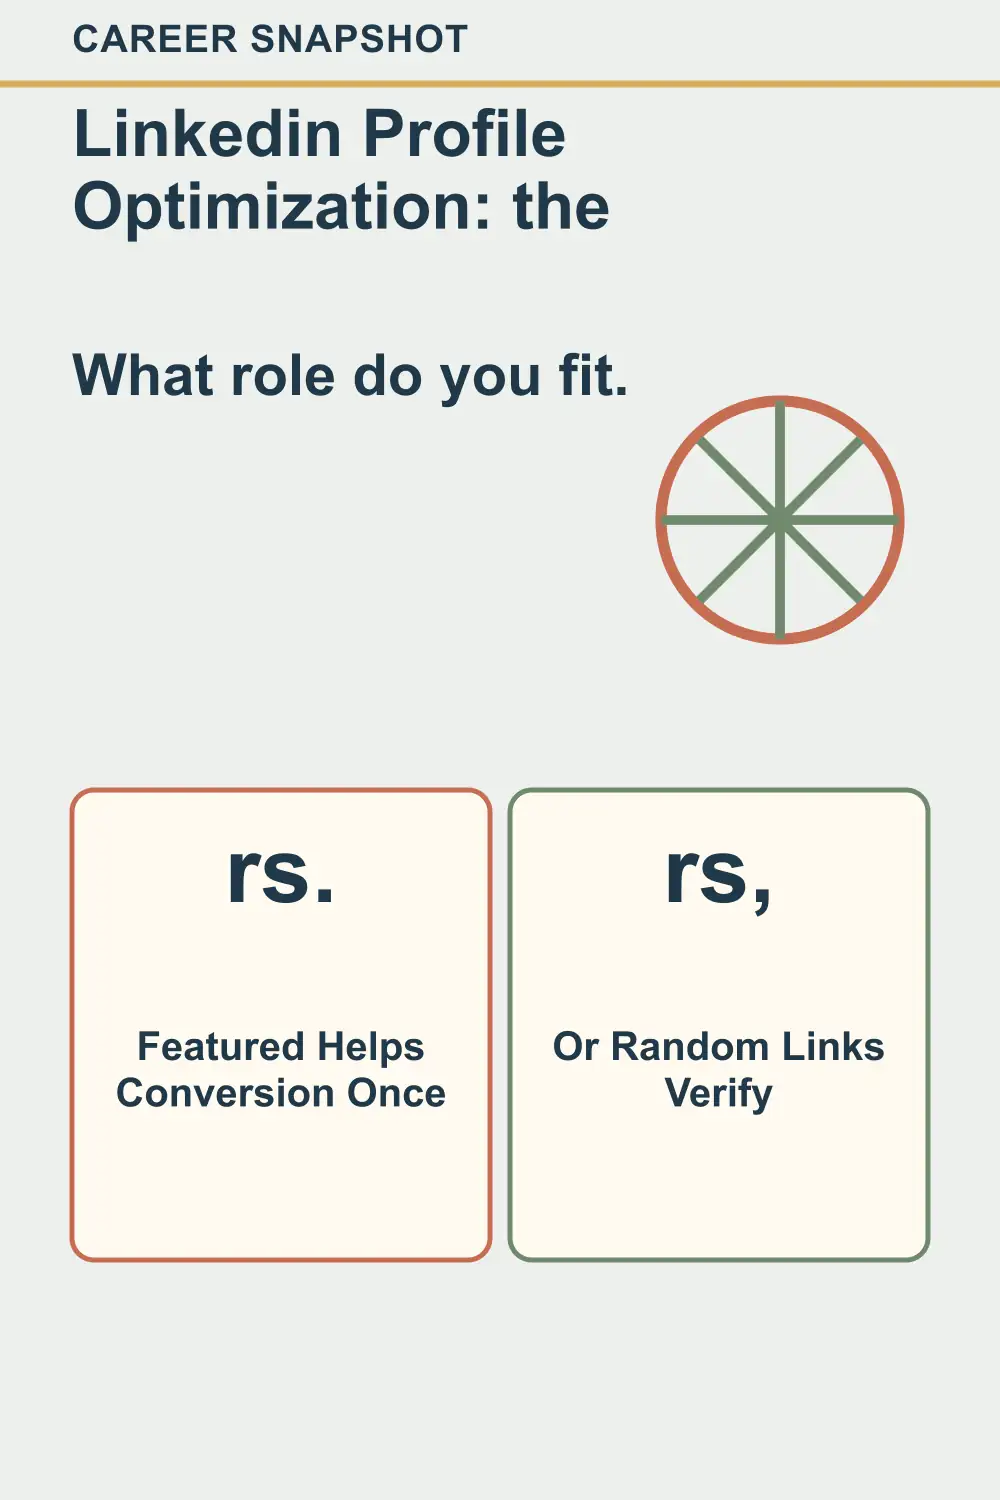 CAREER SNAPSHOT
Linkedin Profile
Optimization: the
What role do you fit.
rs.
Featured Helps
Conversion Once
rs,
Or Random Links
Verify